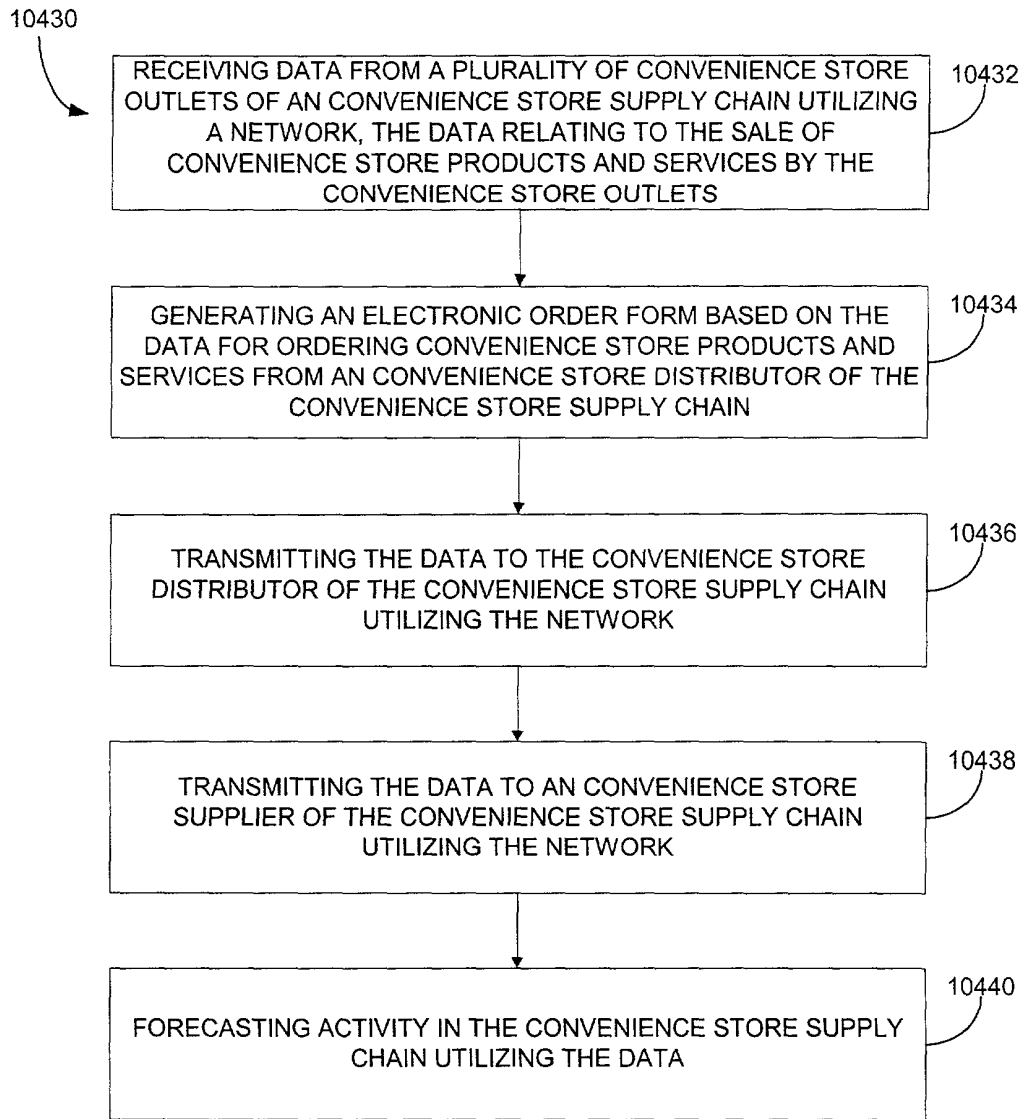 10430
RECEIVING DATA FROM A PLURALITY OF CONVENIENCE STORE
OUTLETS OF AN CONVENIENCE STORE SUPPLY CHAIN UTILIZING
A NETWORK, THE DATA RELATING TO THE SALE OF
CONVENIENCE STORE PRODUCTS AND SERVICES BY THE
CONVENIENCE STORE OUTLETS
10432
GENERATING AN ELECTRONIC ORDER FORM BASED ON THE
DATA FOR ORDERING CONVENIENCE STORE PRODUCTS AND
SERVICES FROM AN CONVENIENCE STORE DISTRIBUTOR OF THE
CONVENIENCE STORE SUPPLY CHAIN
10434
TRANSMITTING THE DATA TO THE CONVENIENCE STORE
DISTRIBUTOR OF THE CONVENIENCE STORE SUPPLY CHAIN
UTILIZING THE NETWORK
10436
TRANSMITTING THE DATA TO AN CONVENIENCE STORE
SUPPLIER OF THE CONVENIENCE STORE SUPPLY CHAIN
UTILIZING THE NETWORK
10438
FORECASTING ACTIVITY IN THE CONVENIENCE STORE SUPPLY
CHAIN UTILIZING THE DATA
10440